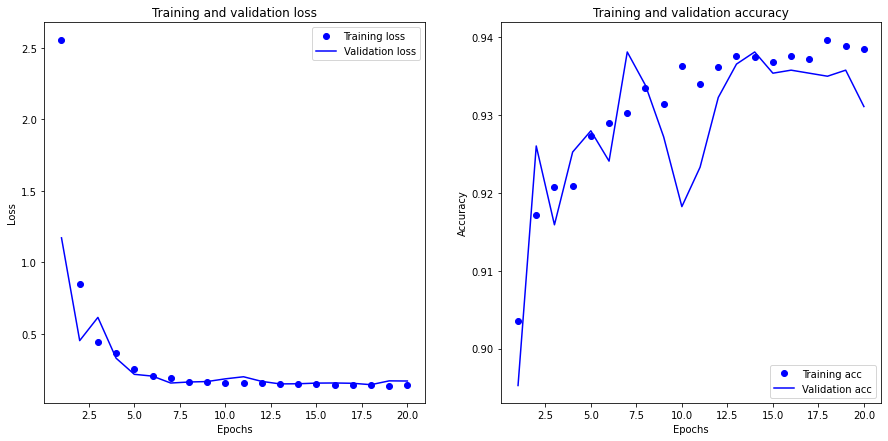 Training and validation loss
Training loss
Validation loss
2.5
2.0
1.5
1.0
0.5
Loss
2.5 5.0 7.5 10.0 12.5 15.0 17.5 20.0
Epochs
Training and validation accuracy
0.94
0.93
0.92
0.91
0.90
Accuracy
Training acc
Validation acc
2.5 5.0 7.5 10.0 12.5 15.0 17.5 20.0
Epochs